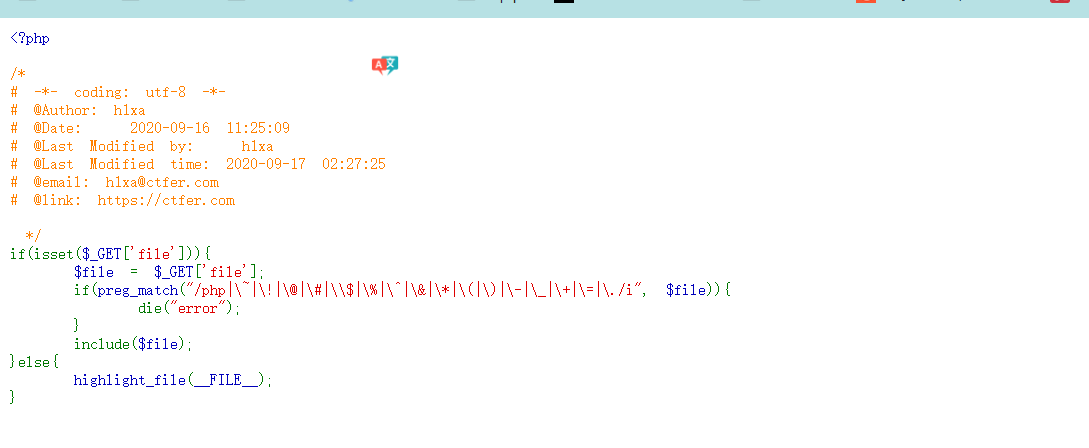 <?php
/*
# -*- coding: utf-8 -*-
# @Author: h1xa
# @Date: 2020-09-16 11:25:09
# @Last Modified by: h1xa
# @Last Modified time: 2020-09-17 02:27:25
# @email: h1xa@ctfer.com
# @link: https://ctfer.com
*/
if(isset($_GET['file'])){
$file = $_GET['file'];
if(preg_match("/php|\~|\!|\@|\#|\\$|\%|\^|\&|\*|\(|\)|\-|\_|\+|\=|\./i", $file)){
die("error");
}
include($file);
}else{
highlight_file(__FILE__);
}